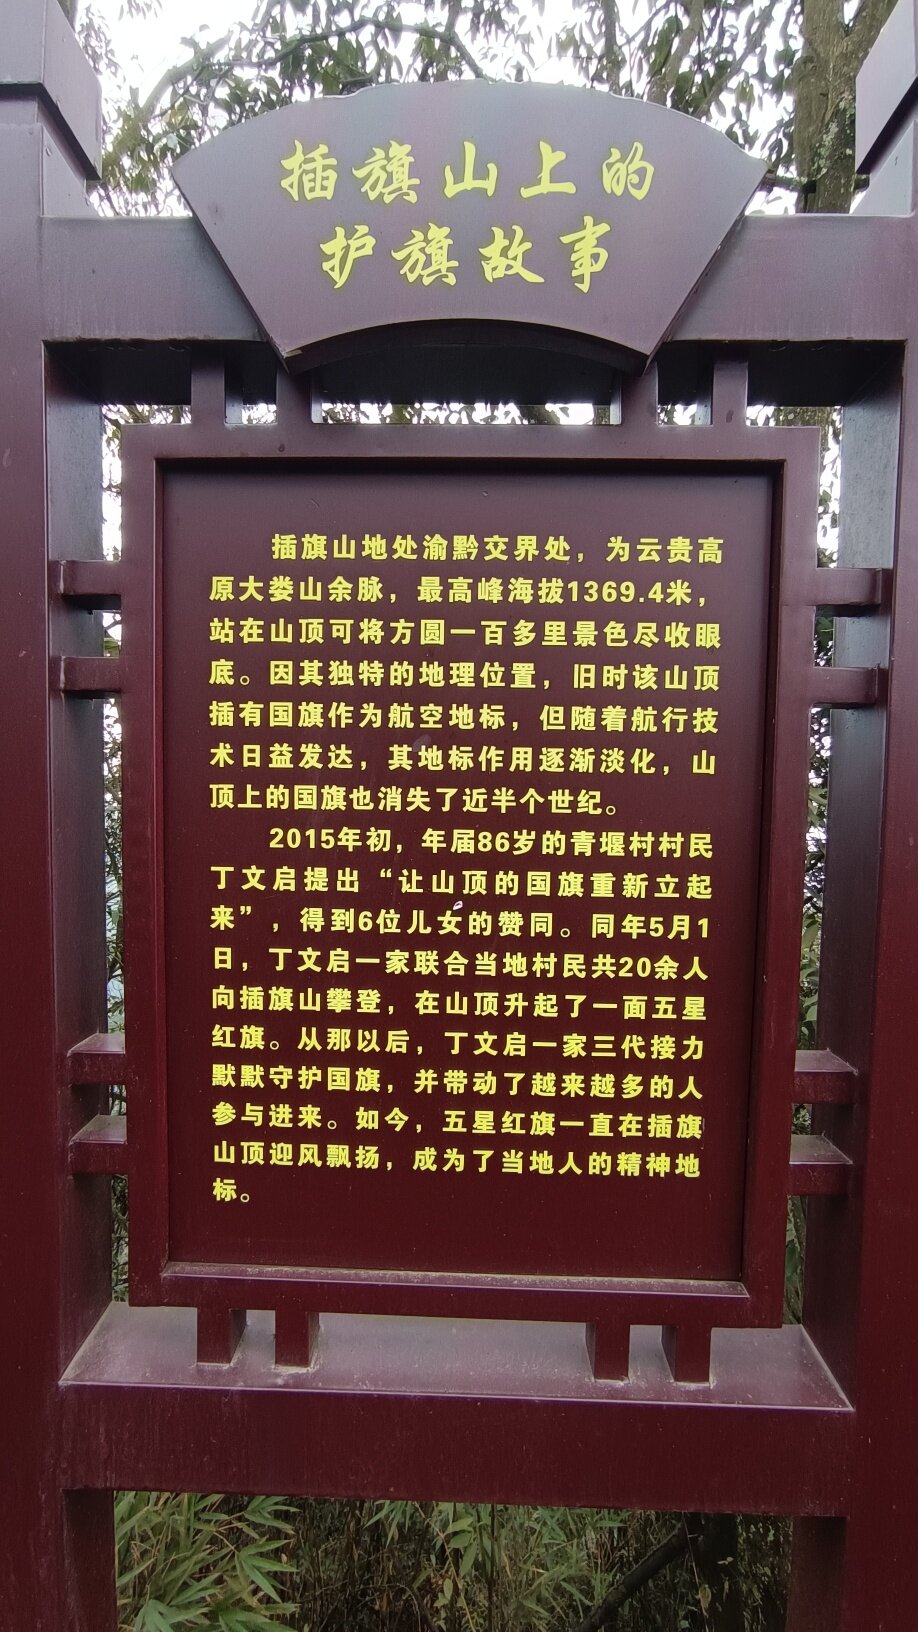 插旗山上的
护旗故事
插旗山地处渝黔交界处，为云贵高
原大娄山余脉，最高峰海拔1369.4米，
站在山顶可将方圆一百多里景色尽收眼
底。因其独特的地理位置，旧时该山顶
插有国旗作为航空地标，但随着航行技
术日益发达，其地标作用逐渐淡化，山
顶上的国旗也消失了近半个世纪。
2015年初，年届86岁的青堰村村民
丁文启提出“让山顶的国旗重新立起
来”，得到6位儿女的赞同。同年5月1
日，丁文启一家联合当地村民共20余人
向插旗山攀登，在山顶升起了一面五星
红旗。从那以后，丁文启一家三代接力
默默守护国旗，并带动了越来越多的人
参与进来。如今，五星红旗一直在插旗
山顶迎风飘扬，成为了当地人的精神地
标。